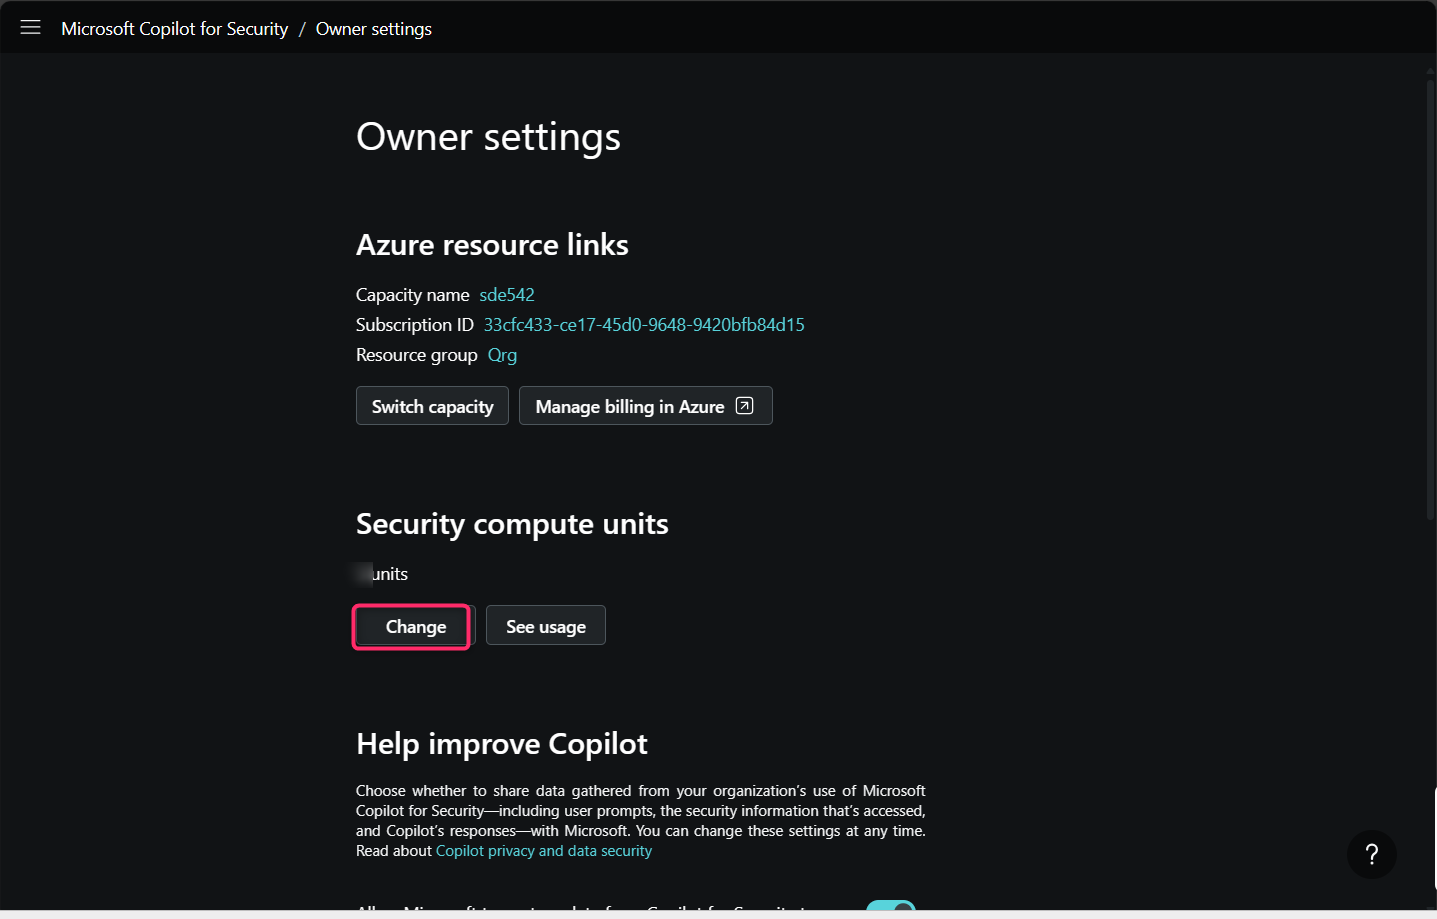 Microsoft Copilot for Security / Owner settings
Owner settings
Azure resource links
Capacity name sde542
Subscription ID 33cfc433-ce17-45d0-9648-9420bfb84d15
Resource group Qrg
Switch capacity Manage billing in Azure
Security compute units
units
Change See usage
Help improve Copilot
Choose whether to share data gathered from your organization's use of Microsoft
Copilot for Security—including user prompts, the security information that's accessed,
and Copilot's responses—with Microsoft. You can change these settings at any time.
Read about Copilot privacy and data security
?